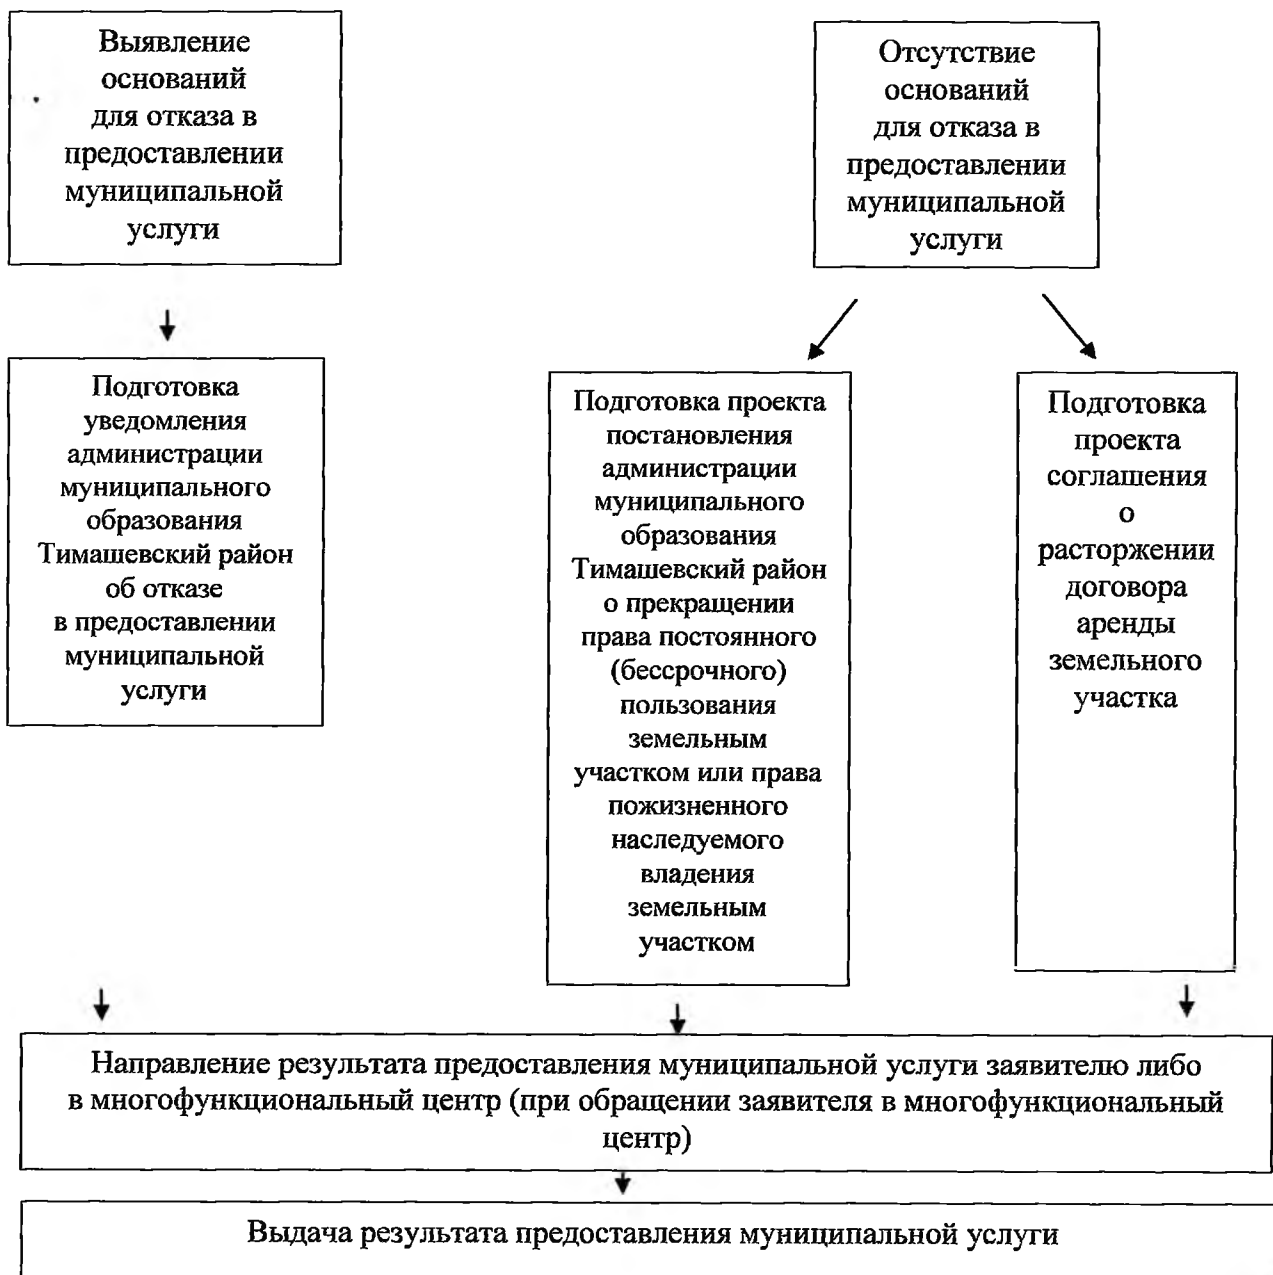 Выявление
оснований
для отказа в
предоставлении
муниципальной
услуги
Отсутствие
оснований
для отказа в
предоставлении
муниципальной
услуги
Подготовка
уведомления
администрации
муниципального
образования
Тимашевский район
об отказе
в предоставлении
муниципальной
услуги
Подготовка проекта
постановления
администрации
муниципального
образования
Тимашевский район
о прекращении
права постоянного
(бессрочного)
пользования
земельным
участком или права
пожизненного
наследуемого
владения
земельным
участком
Подготовка
проекта
соглашения
о
расторжении
договора
аренды
земельного
участка
Направление результата предоставления муниципальной услуги заявителю либо
в многофункциональный центр (при обращении заявителя в многофункциональный
центр)
Выдача результата предоставления муниципальной услуги